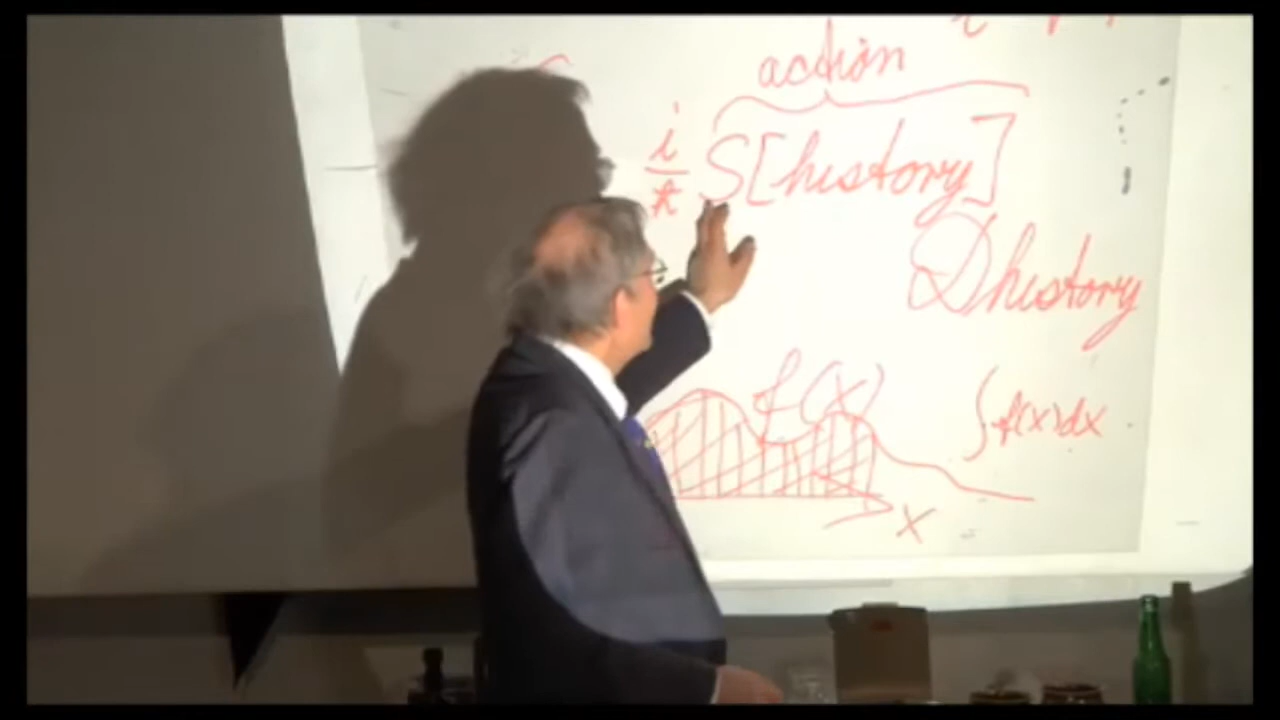 action
i/ħ S[history]
Dhistory
f(x)
∫f(x)dx
x